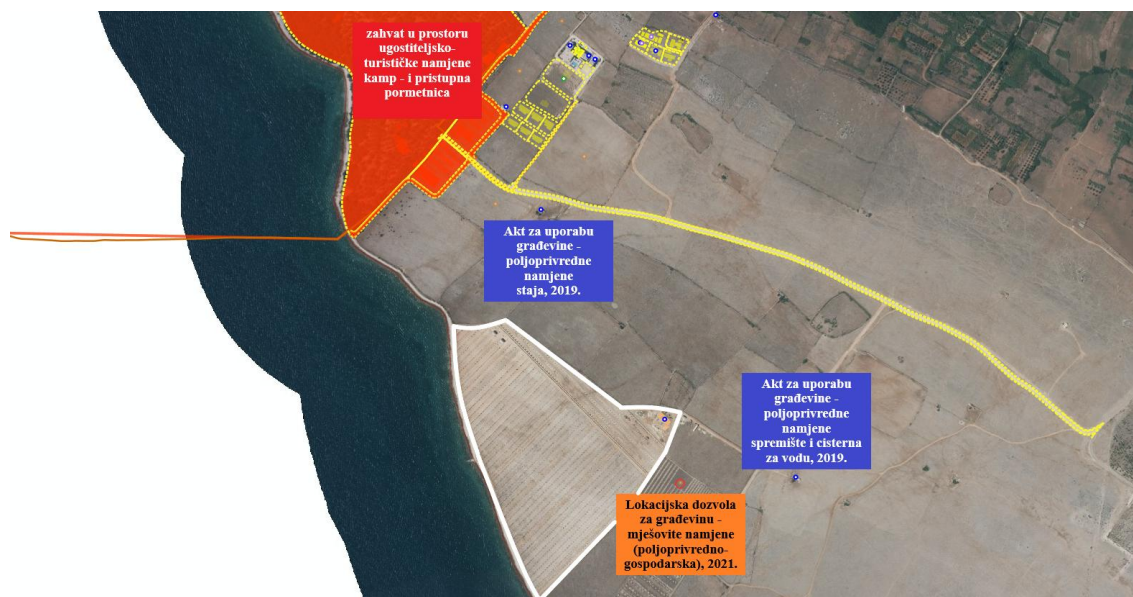 zahvat u prostoru
ugostiteljsko-
turističke namjene
kamp - i pristupna
pormetnica
Akt za uporabu
građevine -
poljoprivredne
namjene
staja, 2019.
Akt za uporabu
građevine -
poljoprivredne
namjene
spremište i cisterna
za vodu, 2019.
Lokacijska dozvola
za građevinu -
mješovite namjene
(poljoprivredno-
gospodarska), 2021.